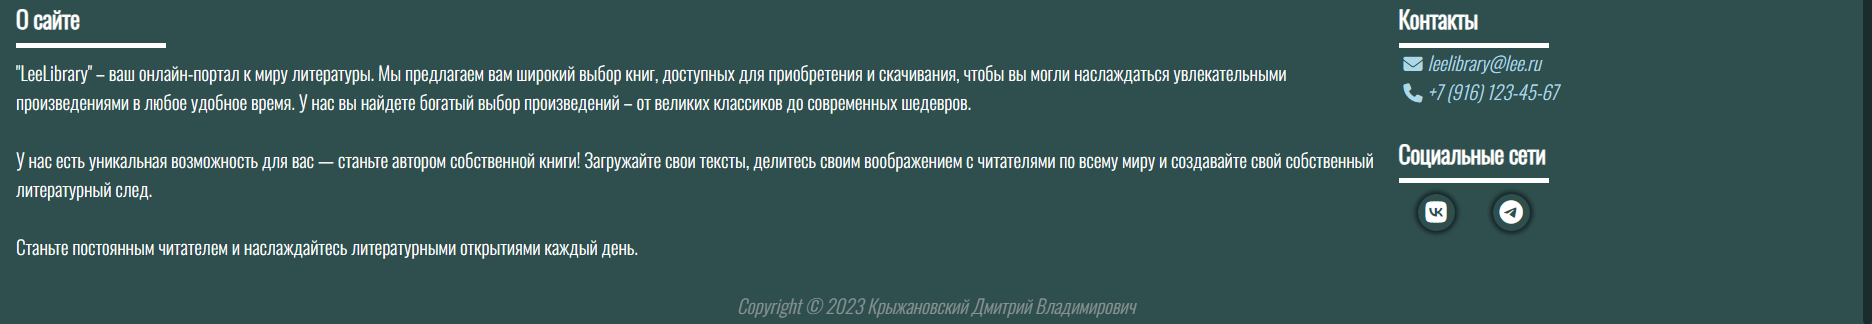 О сайте
"LeeLibrary" – ваш онлайн-портал к миру литературы. Мы предлагаем вам широкий выбор книг, доступных для приобретения и скачивания, чтобы вы могли наслаждаться увлекательными
произведениями в любое удобное время. У нас вы найдете богатый выбор произведений – от великих классиков до современных шедевров.
У нас есть уникальная возможность для вас — станьте автором собственной книги! Загружайте свои тексты, делитесь своим воображением с читателями по всему миру и создавайте свой собственный
литературный след.
Станьте постоянным читателем и наслаждайтесь литературными открытиями каждый день.
Контакты
leelibrary@lee.ru
+7 (916) 123-45-67
Социальные сети
Copyright © 2023 Крыжановский Дмитрий Владимирович